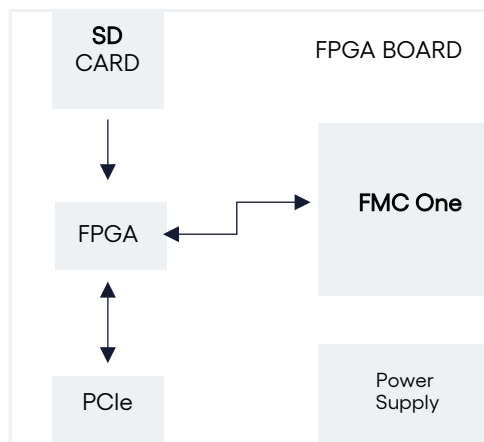 SD
CARD
FPGA BOARD
FMC One
FPGA
PCIe
Power
Supply